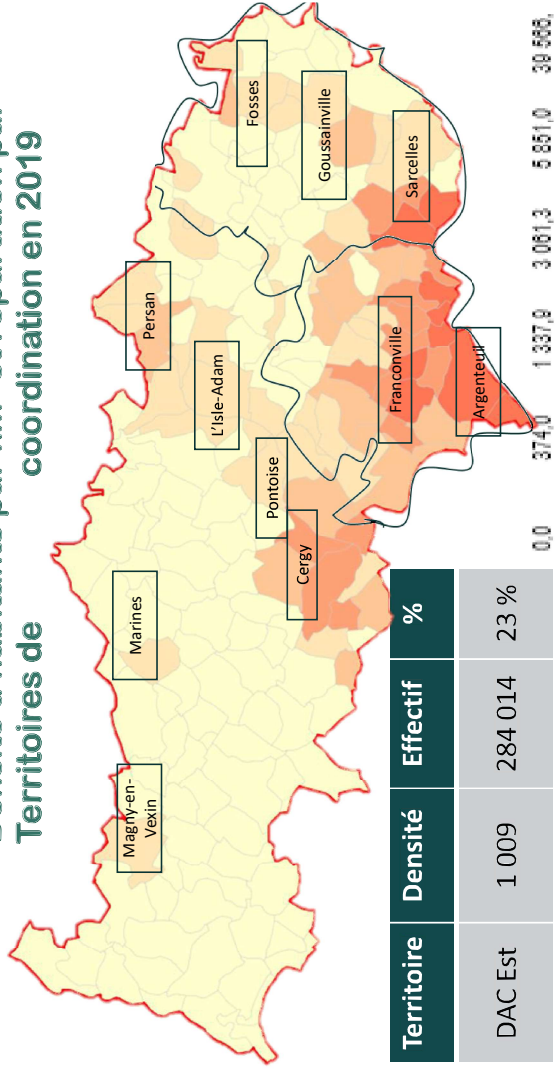 Territoires de
coordination en 2019
Fosses
Goussainville
Sarcelles
Persan
L'Isle-Adam
Franconville
Argenteuil
Pontoise
Cergy
Marines
Magny-en-
Vexin
0,0 374,0 1 337,9 3 061,3 5 851,0
Territoire Densité Effectif %
DAC Est 1 009 284 014 23 %